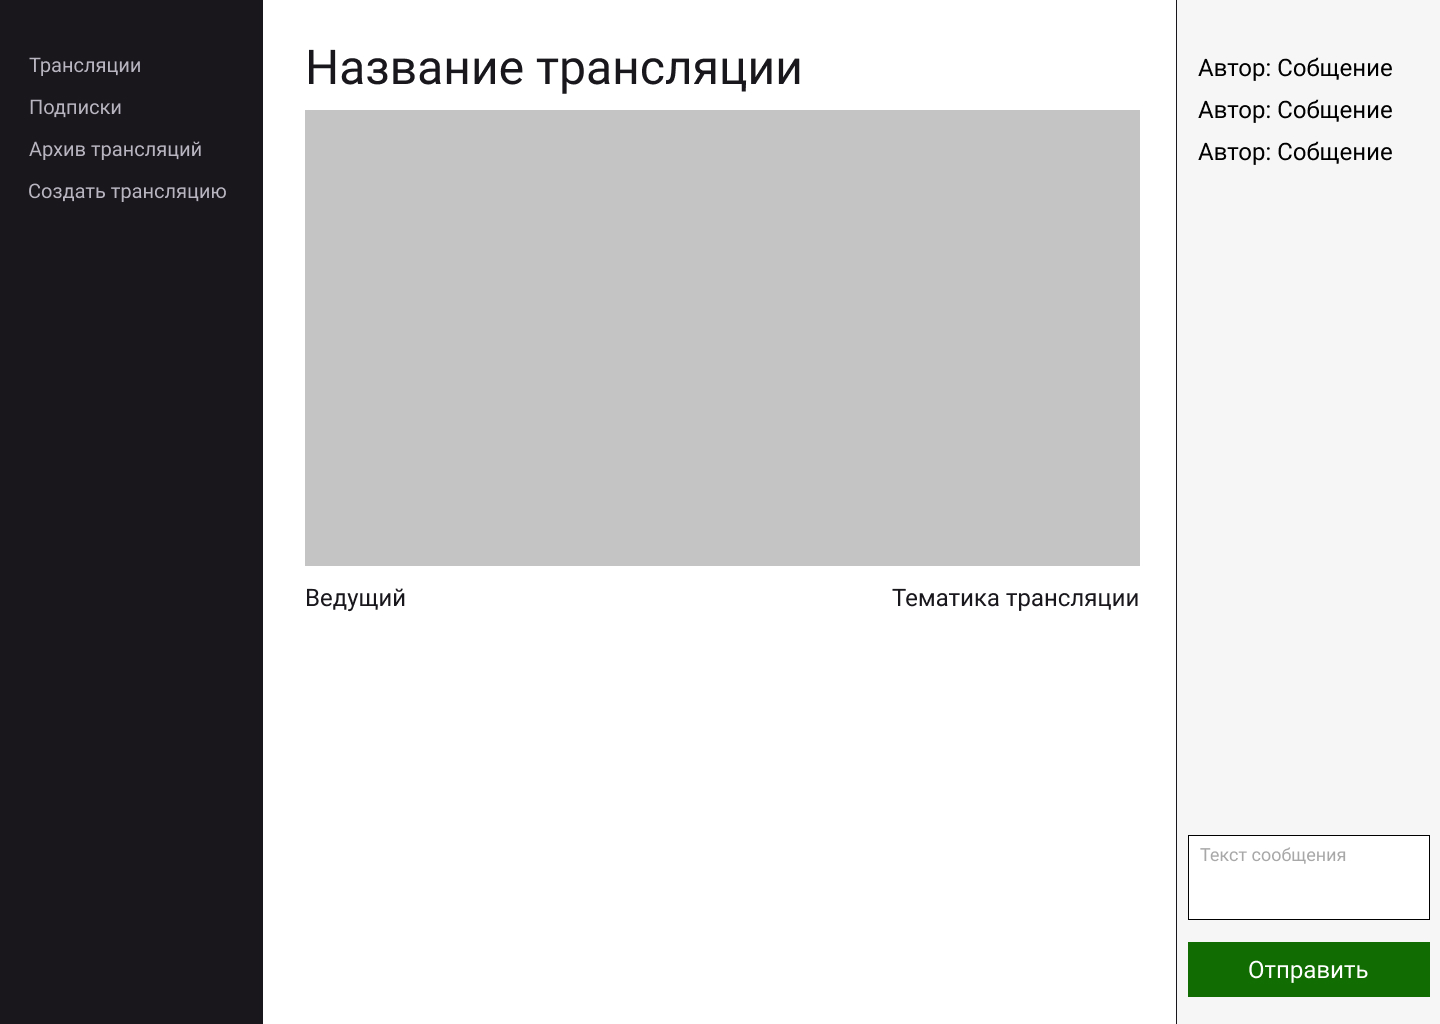 Трансляции
Подписки
Архив трансляций
Создать трансляцию
Название трансляции
Ведущий
Тематика трансляции
Автор: Собщение
Автор: Собщение
Автор: Собщение
Текст сообщения
Отправить